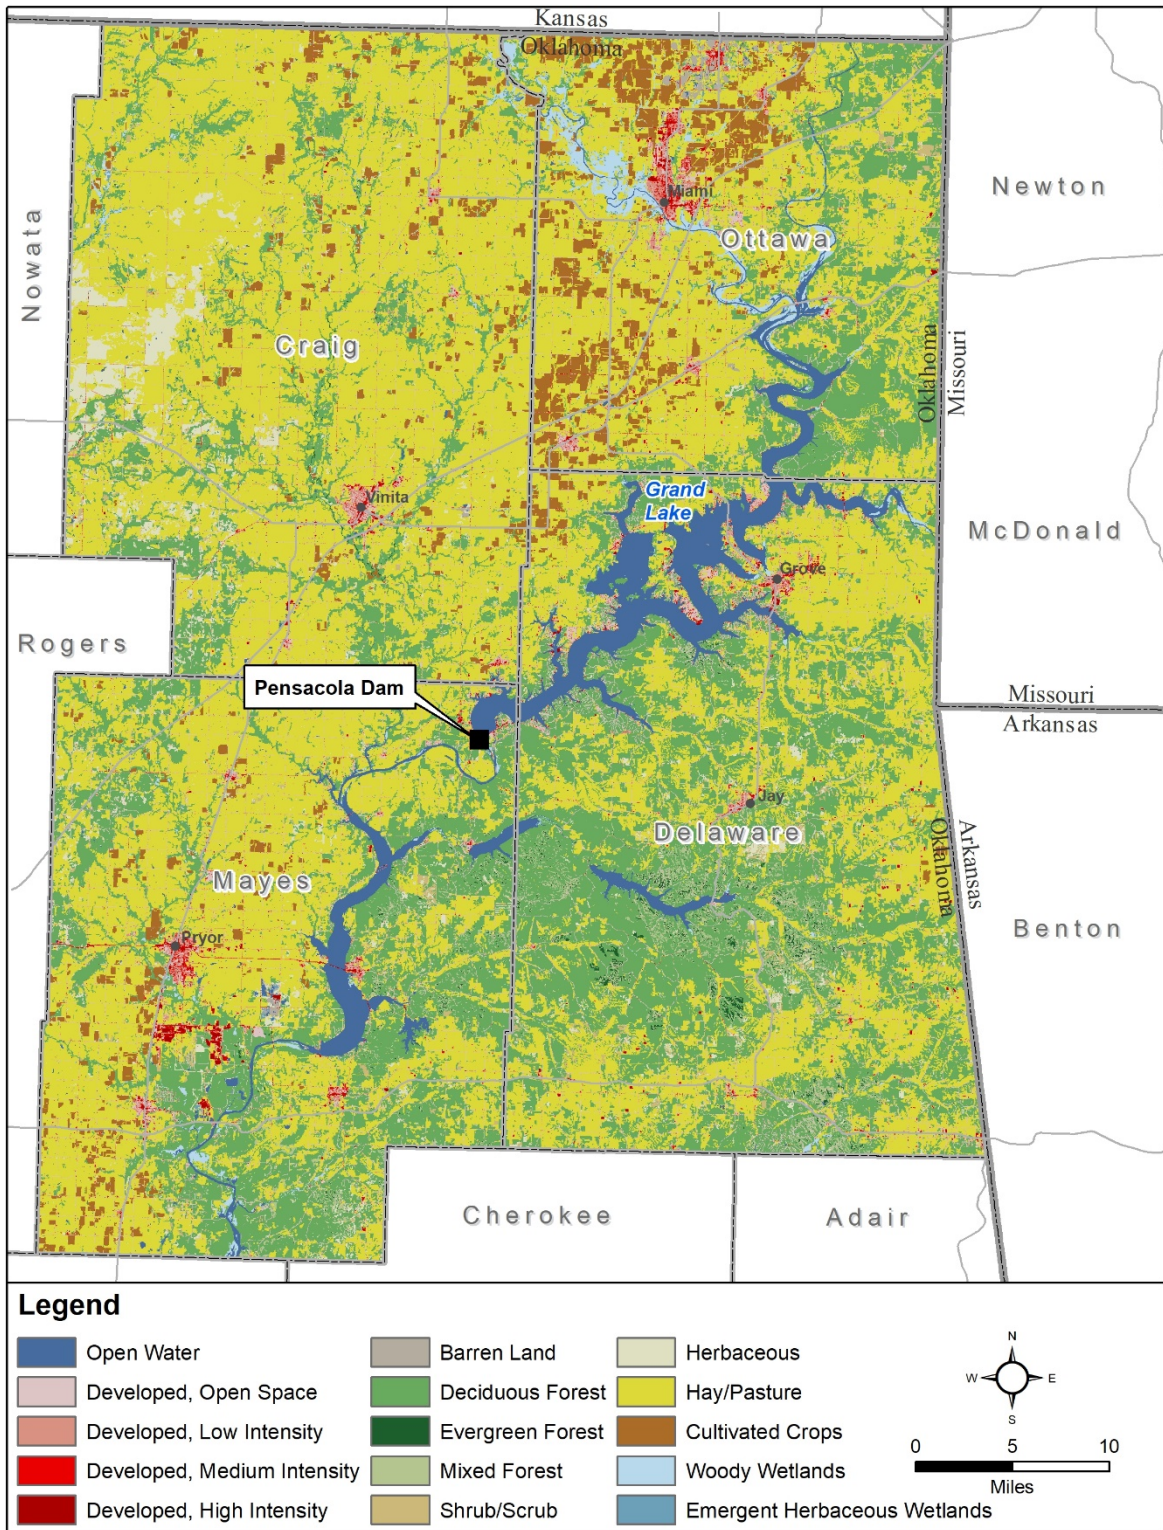 Kansas
Oklahoma
Newton
Miami
Ottawa
Nowata
Craig
Oklahoma
Missouri
Grand
Lake
Vinita
McDonald
Grove
Rogers
Pensacola Dam
Missouri
Arkansas
Jay
Delaware
Arkansas
Oklahoma
Mayes
Pryor
Benton
Cherokee
Adair
Legend
Open Water
Developed, Open Space
Developed, Low Intensity
Developed, Medium Intensity
Developed, High Intensity
Barren Land
Deciduous Forest
Evergreen Forest
Mixed Forest
Shrub/Scrub
Herbaceous
Hay/Pasture
Cultivated Crops
Woody Wetlands
Emergent Herbaceous Wetlands
N
W E
S
0 5 10
Miles